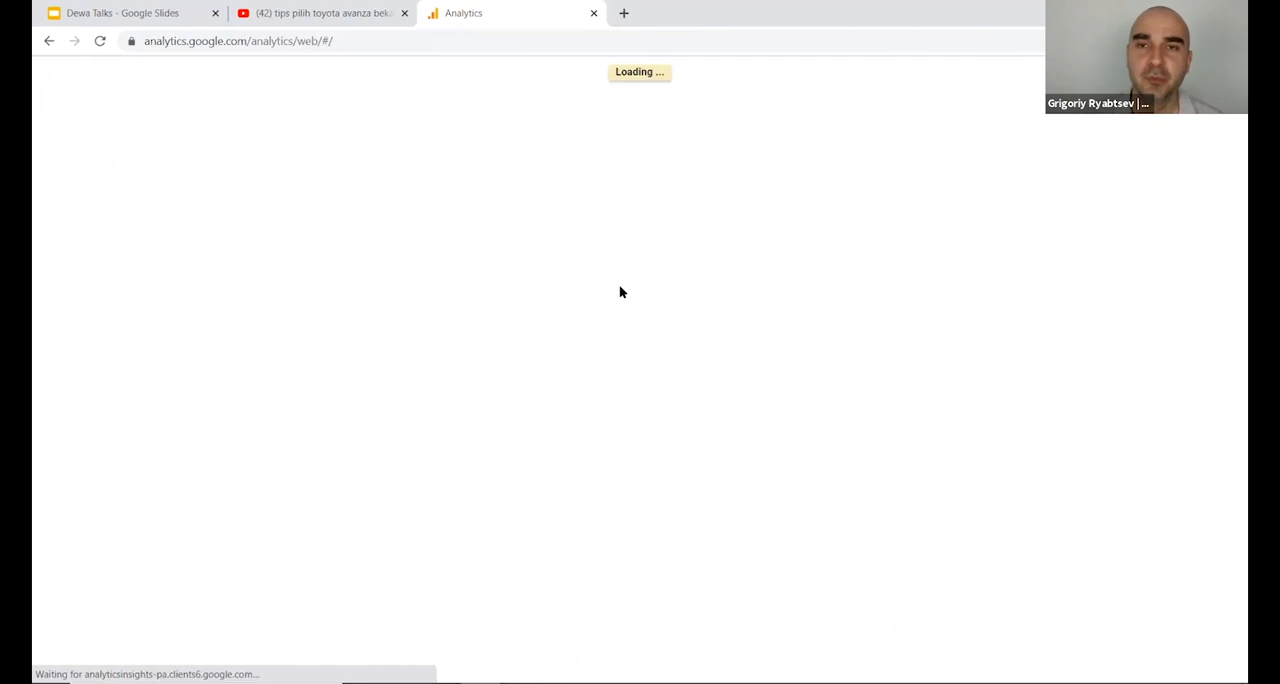 Dewa Talks - Google Slides
(42) tips pilih toyota avanza bek
Analytics
analytics.google.com/analytics/web/#/
Loading ...
Grigoriy Ryabtsev |...
Waiting for analyticsinsights-pa.clients6.google.com...